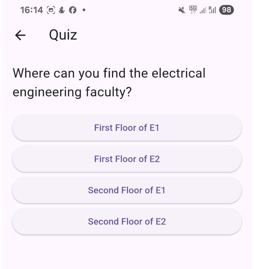 16:14
98
Quiz
Where can you find the electrical
engineering faculty?
First Floor of E1
First Floor of E2
Second Floor of E1
Second Floor of E2